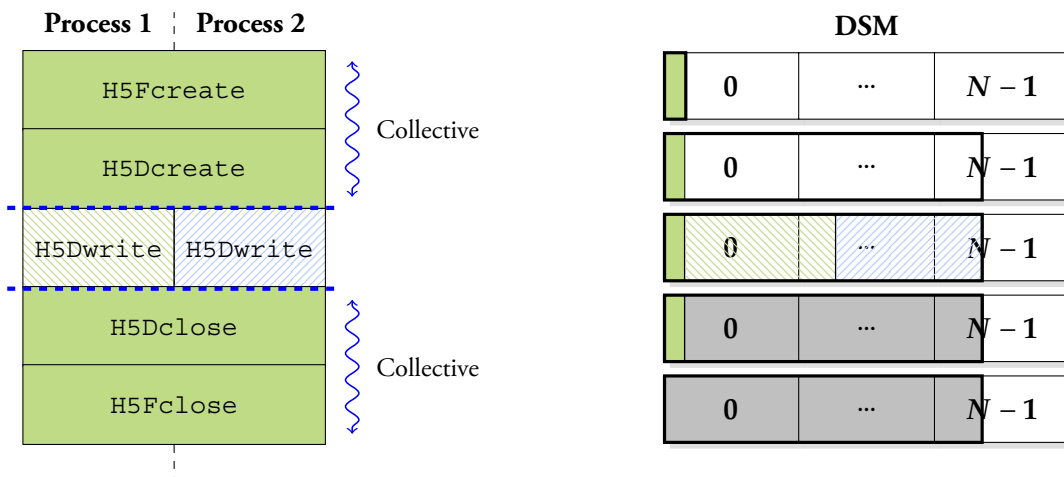 Process 1 Process 2
H5Fcreate
H5Dcreate
Collective
H5Dwrite H5Dwrite
H5Dclose
H5Fclose
Collective
DSM
0 ... N − 1
0 ... N − 1
0 ... N − 1
0 ... N − 1
0 ... N − 1